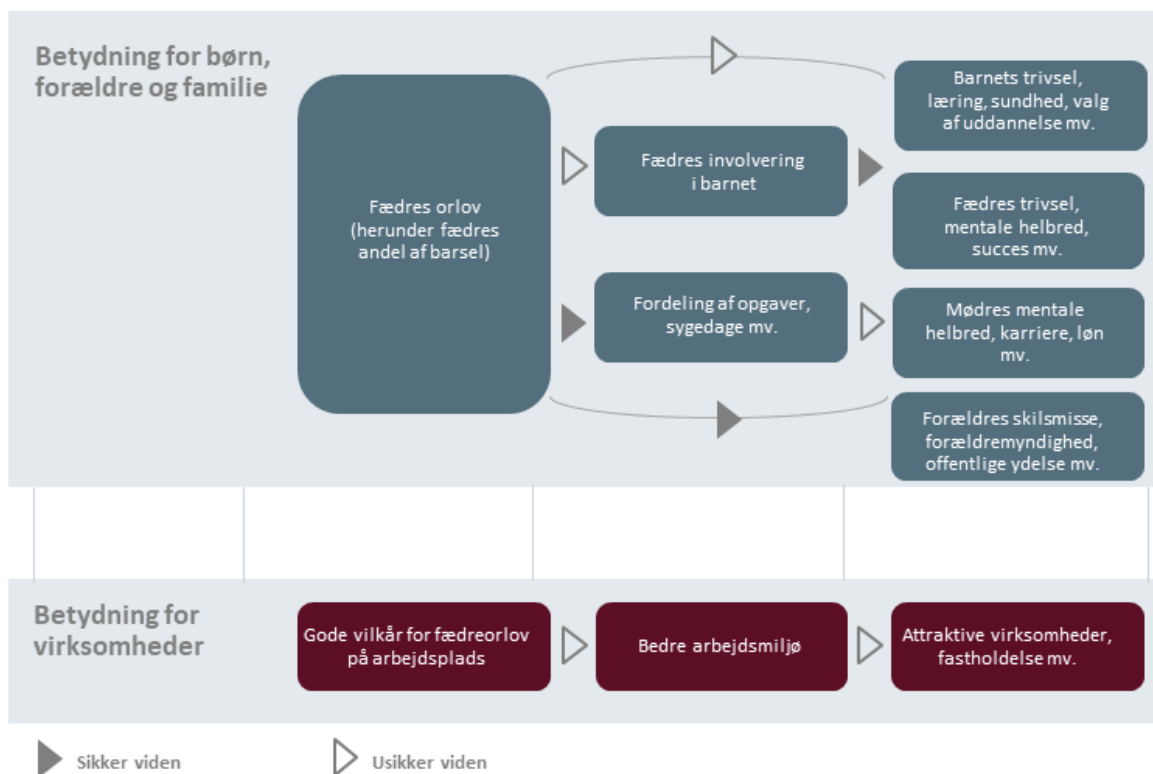 Betydning for børn,
forældre og familie
Fædres orlov
(herunder fædres
andel af barsel)
Fædres involvering
i barnet
Fordeling af opgaver,
sygedage mv.
Barnets trivsel,
læring, sundhed, valg
af uddannelse mv.
Fædres trivsel,
mentale helbred,
succes mv.
Mødres mentale
helbred, karriere, løn
mv.
Forældres skilsmisse,
forældremyndighed,
offentlige ydelse mv.
Betydning for
virksomheder
Gode vilkår for fædreorlov
på arbejdsplads
Bedre arbejdsmiljø
Attraktive virksomheder,
fastholdelse mv.
Sikker viden
Usikker viden